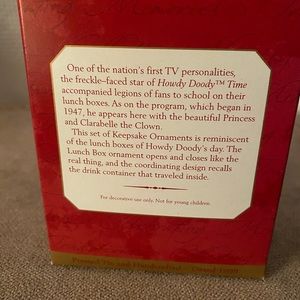 One of the nation's first TV personalities,
the freckle-faced star of Howdy Doody™ Time
accompanied legions of fans to school on their
lunch boxes. As on the program, which began in
1947, he appears here with the beautiful Princess
and Clarabelle the Clown.
This set of Keepsake Ornaments is reminiscent
of the lunch boxes of Howdy Doody's day. The
Lunch Box ornament opens and closes like the
real thing, and the coordinating design recalls
the drink container that traveled inside.
For decorative use only. Not for young children.